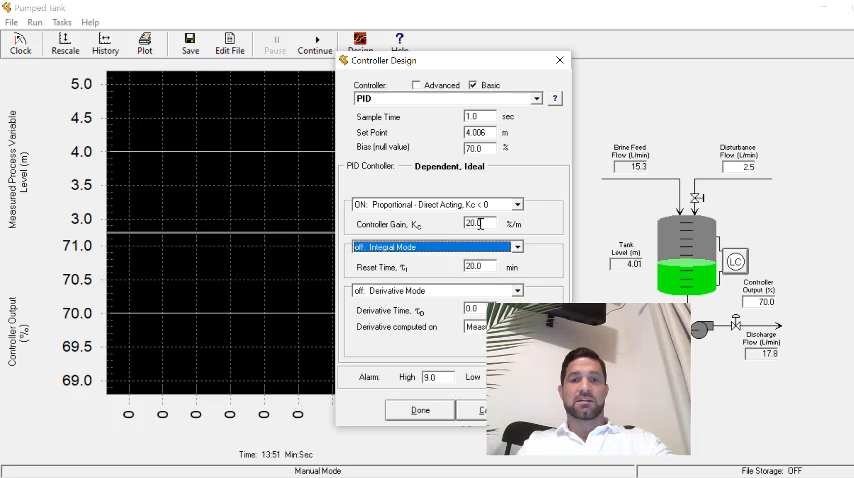 Pumped Tank
File Run Tasks Help
Clock Rescale History Plot Save Edit File Pause Continue Design Help
Controller Design
Controller: Advanced Basic
PID ?
Sample Time 1.0 sec
Set Point 4.006 m
Bias (null value) 70.0 %
PID Controller: Dependent, Ideal
ON: Proportional - Direct Acting, Kc < 0
Controller Gain, Kc 20.0 %/m
off: Integral Mode
Reset Time, τI 20.0 min
off: Derivative Mode
Derivative Time, τD 0.0
Derivative computed on Meas
Alarm: High 9.0 Low
Done
Measured Process Variable
Level (m)
5.0
4.5
4.0
3.5
3.0
Controller Output
(%)
71.0
70.5
70.0
69.5
69.0
0 0 0 0 0 0
Time: 13:51 Min:Sec
Brine Feed
Flow (L/min)
15.3
Disturbance
Flow (L/min)
2.5
Tank
Level (m)
4.01
LC
Controller
Output (%)
70.0
Discharge
Flow (L/min)
17.8
Manual Mode
File Storage: OFF